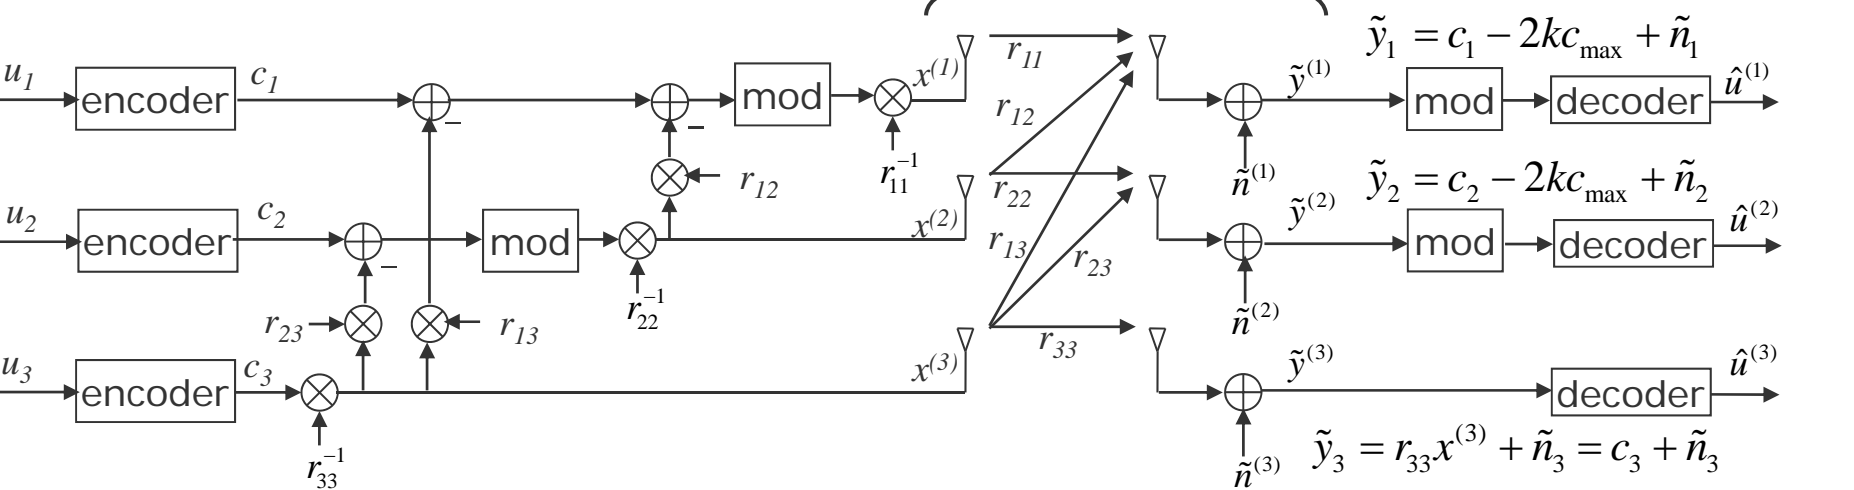 ỹ₁ = c₁ − 2kc_max + ñ₁
u₁ encoder c₁ − − mod x⁽¹⁾ r₁₁ ỹ⁽¹⁾ mod decoder û⁽¹⁾
r₁₂ r₁₁⁻¹ r₁₂ ñ⁽¹⁾
ỹ₂ = c₂ − 2kc_max + ñ₂
u₂ encoder c₂ − mod x⁽²⁾ r₂₂ ỹ⁽²⁾ mod decoder û⁽²⁾
r₂₃ r₁₃ r₂₂⁻¹ r₁₃ r₂₃ ñ⁽²⁾
u₃ encoder c₃ x⁽³⁾ r₃₃ ỹ⁽³⁾ decoder û⁽³⁾
r₃₃⁻¹ ñ⁽³⁾ ỹ₃ = r₃₃x⁽³⁾ + ñ₃ = c₃ + ñ₃